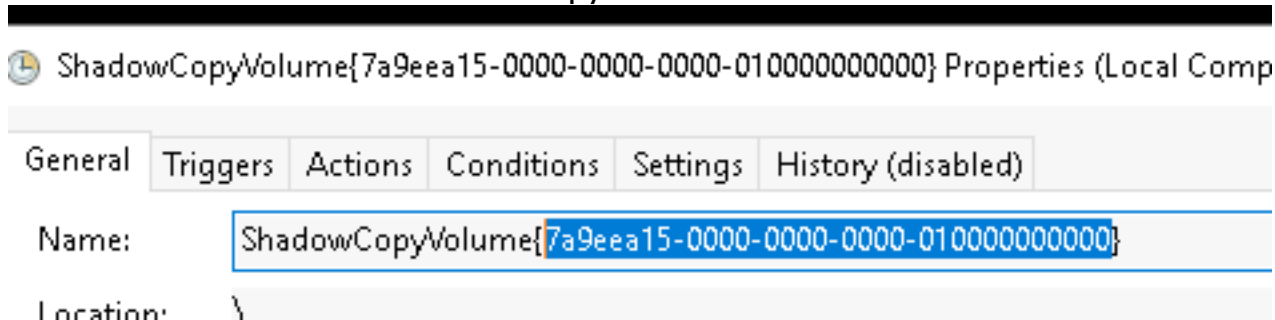 ShadowCopyVolume{7a9eea15-0000-0000-0000-010000000000} Properties (Local Comp
General Triggers Actions Conditions Settings History (disabled)
Name: ShadowCopyVolume{7a9eea15-0000-0000-0000-010000000000}
Location: \